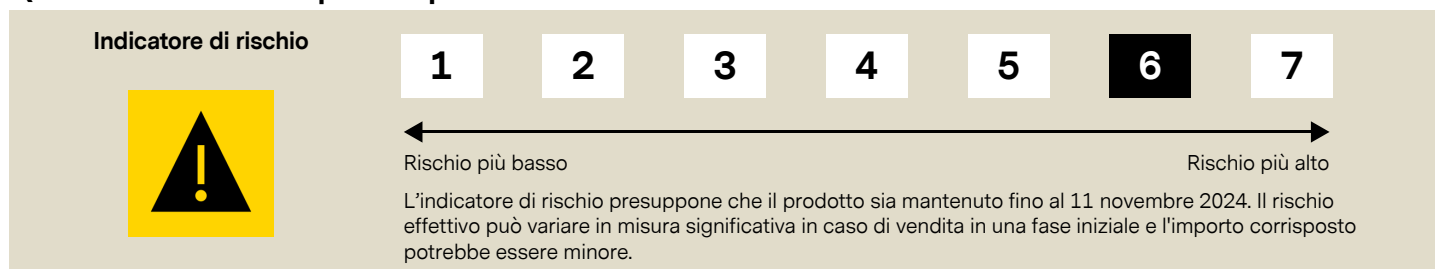 Indicatore di rischio
1 2 3 4 5 6 7
Rischio più basso Rischio più alto
L'indicatore di rischio presuppone che il prodotto sia mantenuto fino al 11 novembre 2024. Il rischio
effettivo può variare in misura significativa in caso di vendita in una fase iniziale e l'importo corrisposto
potrebbe essere minore.